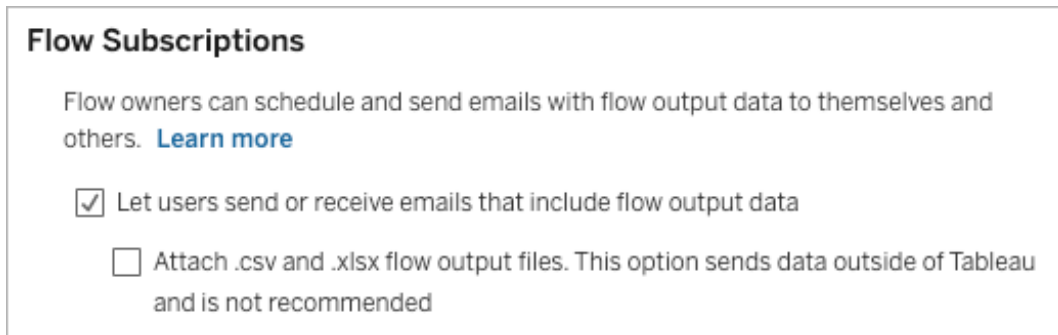 Flow Subscriptions
Flow owners can schedule and send emails with flow output data to themselves and
others. Learn more
Let users send or receive emails that include flow output data
Attach .csv and .xlsx flow output files. This option sends data outside of Tableau
and is not recommended